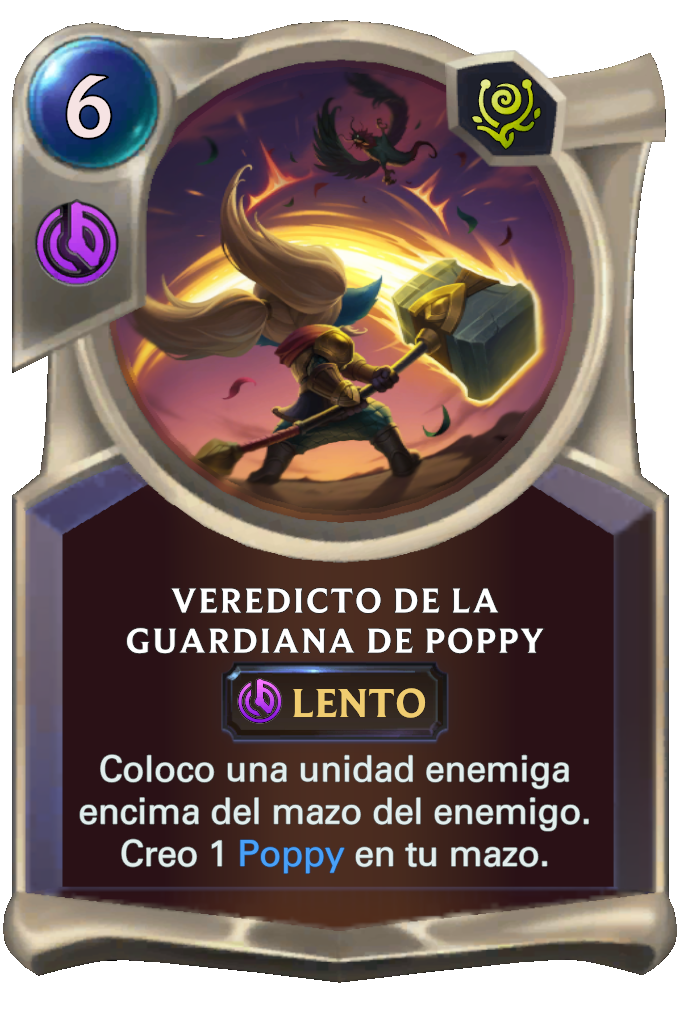 6
VEREDICTO DE LA
GUARDIANA DE POPPY
LENTO
Coloco una unidad enemiga
encima del mazo del enemigo.
Creo 1 Poppy en tu mazo.